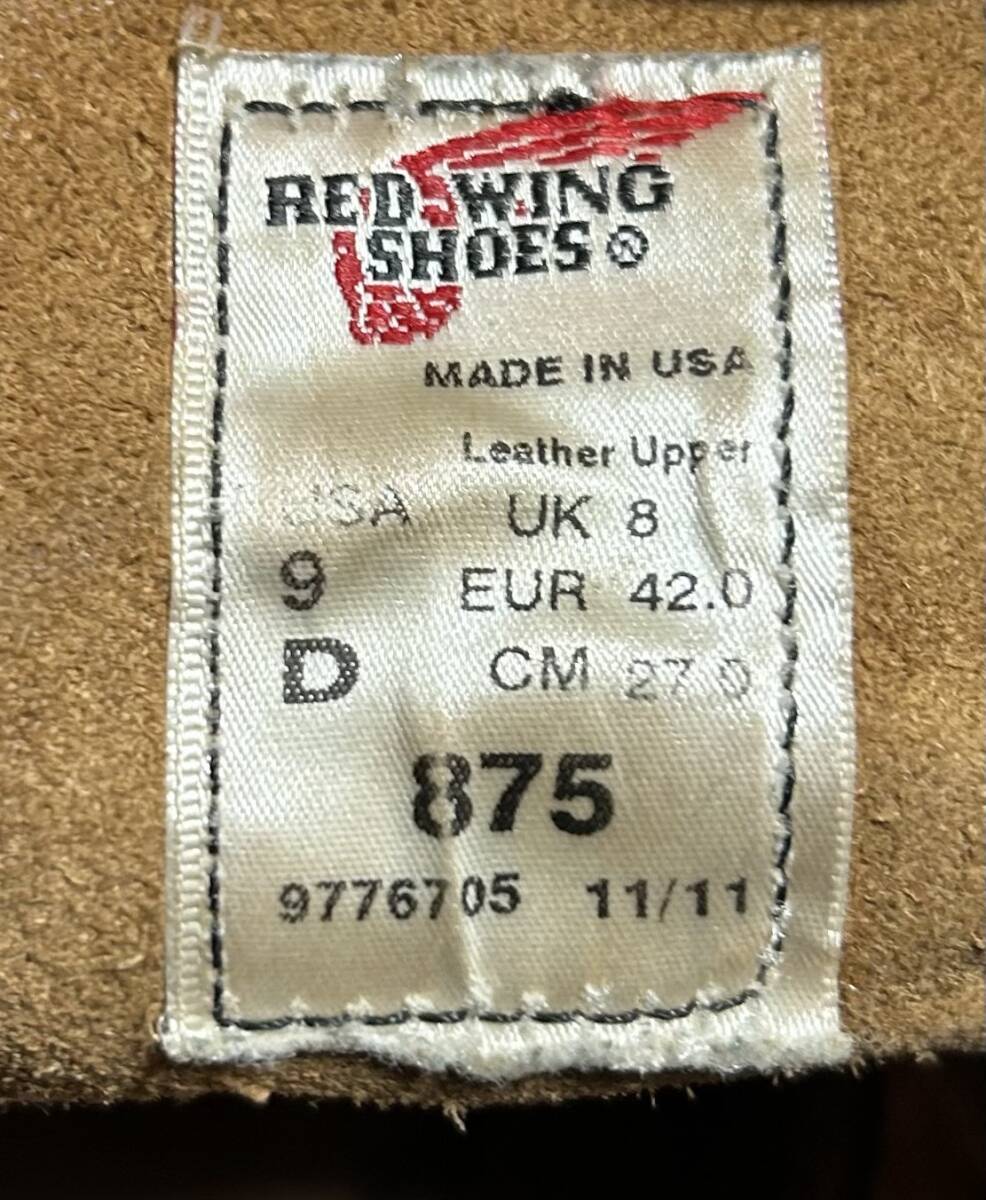 RED WING
SHOES ®
MADE IN USA
Leather Upper
USA UK 8
9 EUR 42.0
D CM 27.0
875
9776705 11/11